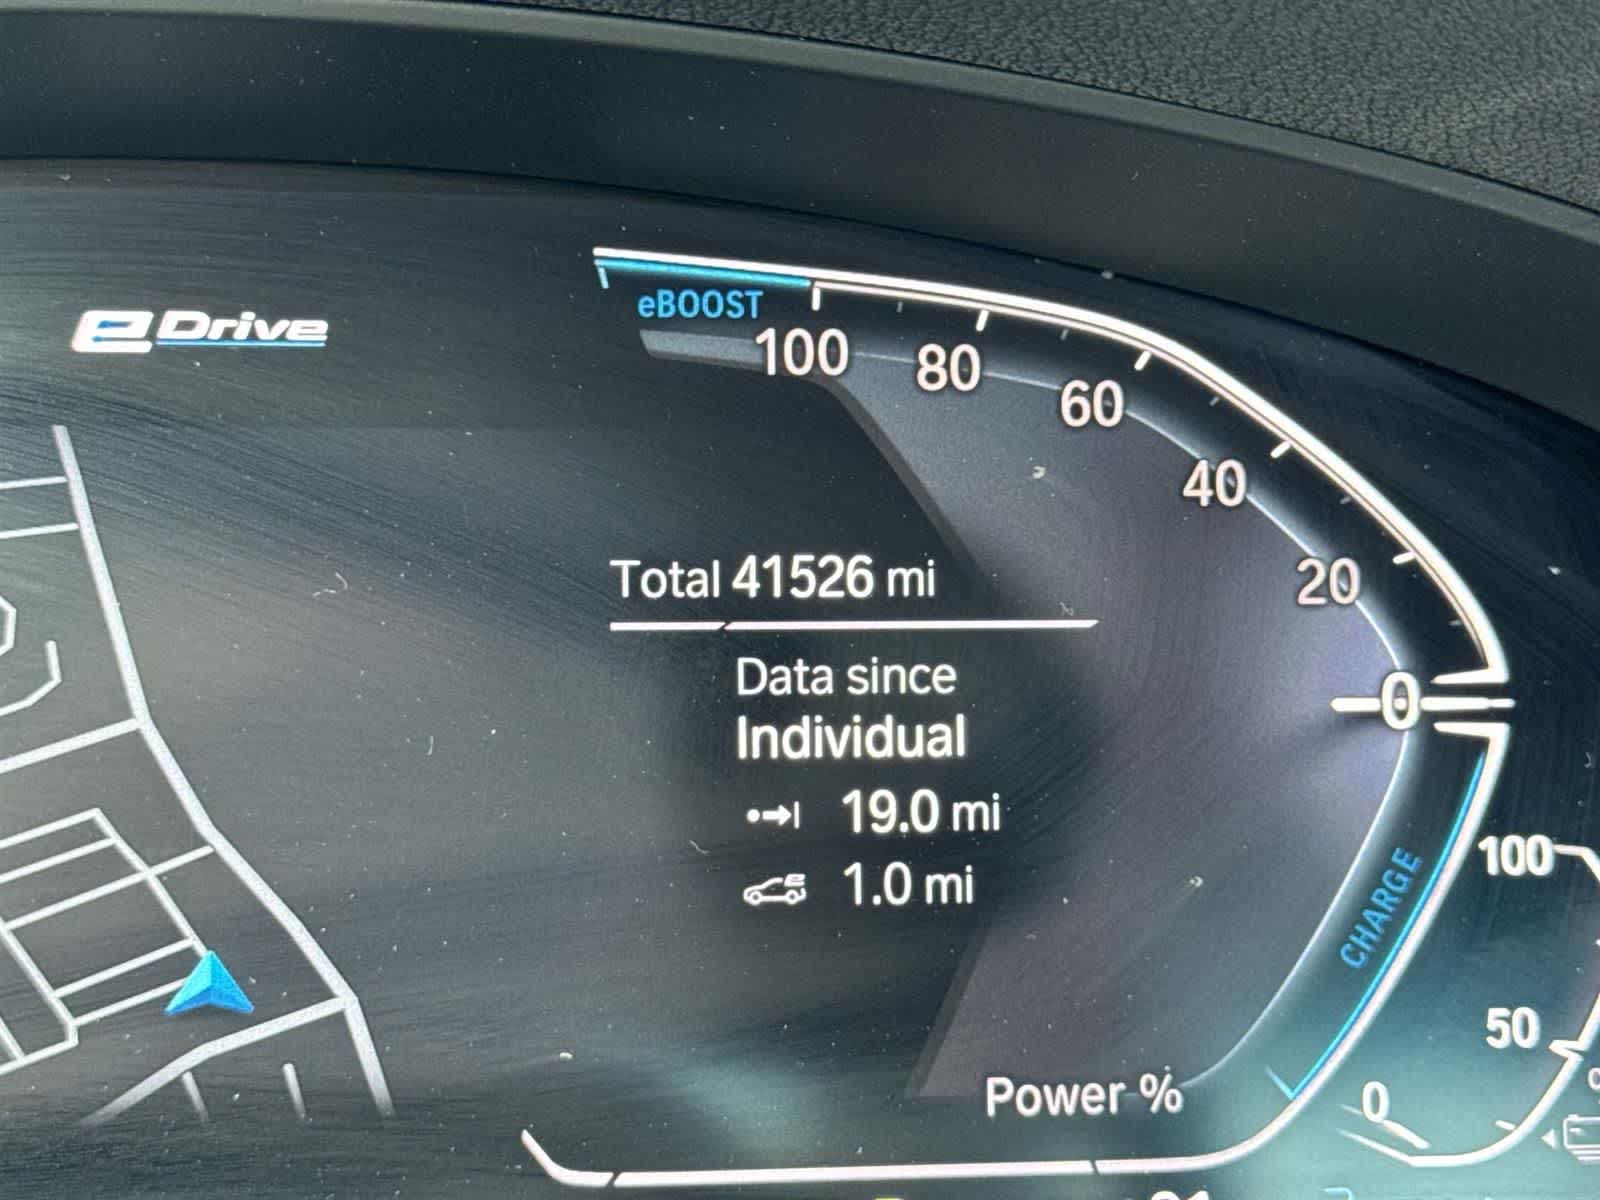 eDrive
eBOOST
100
80
60
40
20
0
Total 41526 mi
Data since
Individual
19.0 mi
1.0 mi
CHARGE
100
50
0
Power %